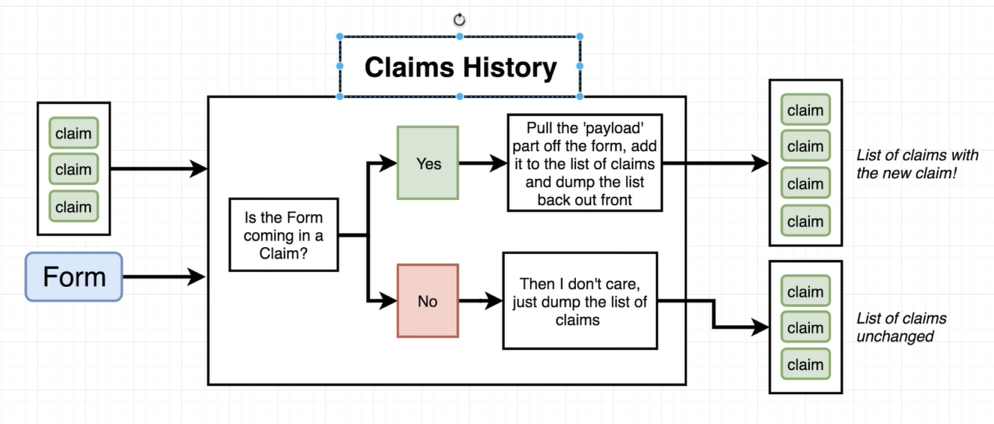 Claims History
claim
claim
claim
Form
Is the Form
coming in a
Claim?
Yes
Pull the 'payload'
part off the form, add
it to the list of claims
and dump the list
back out front
No
Then I don't care,
just dump the list of
claims
claim
claim
claim
claim
List of claims with
the new claim!
claim
claim
claim
List of claims
unchanged